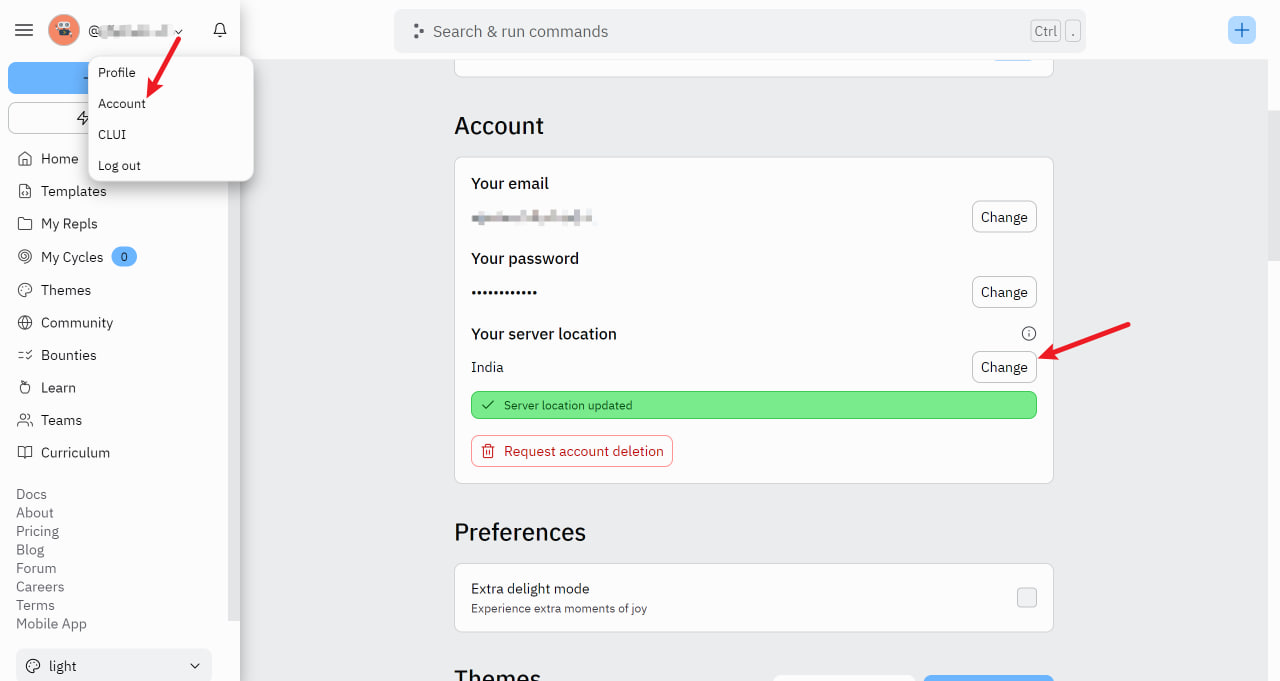 @
Search & run commands
Ctrl .
Profile
Account
CLUI
Log out
Home
Templates
My Repls
My Cycles 0
Themes
Community
Bounties
Learn
Teams
Curriculum
Docs
About
Pricing
Blog
Forum
Careers
Terms
Mobile App
light
Account
Your email
Change
Your password
••••••••••••
Change
Your server location
India
Change
Server location updated
Request account deletion
Preferences
Extra delight mode
Experience extra moments of joy
Themes